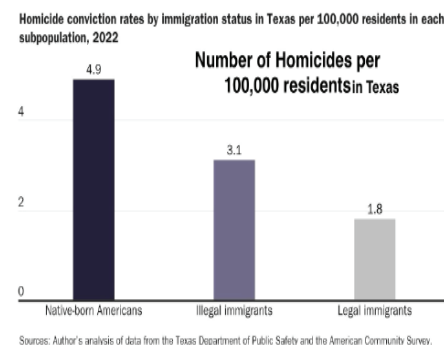 Homicide conviction rates by immigration status in Texas per 100,000 residents in each
subpopulation, 2022
Number of Homicides per
100,000 residents in Texas
4.9
4
3.1
2
1.8
0
Native-born Americans Illegal immigrants Legal immigrants
Sources: Author's analysis of data from the Texas Department of Public Safety and the American Community Survey.